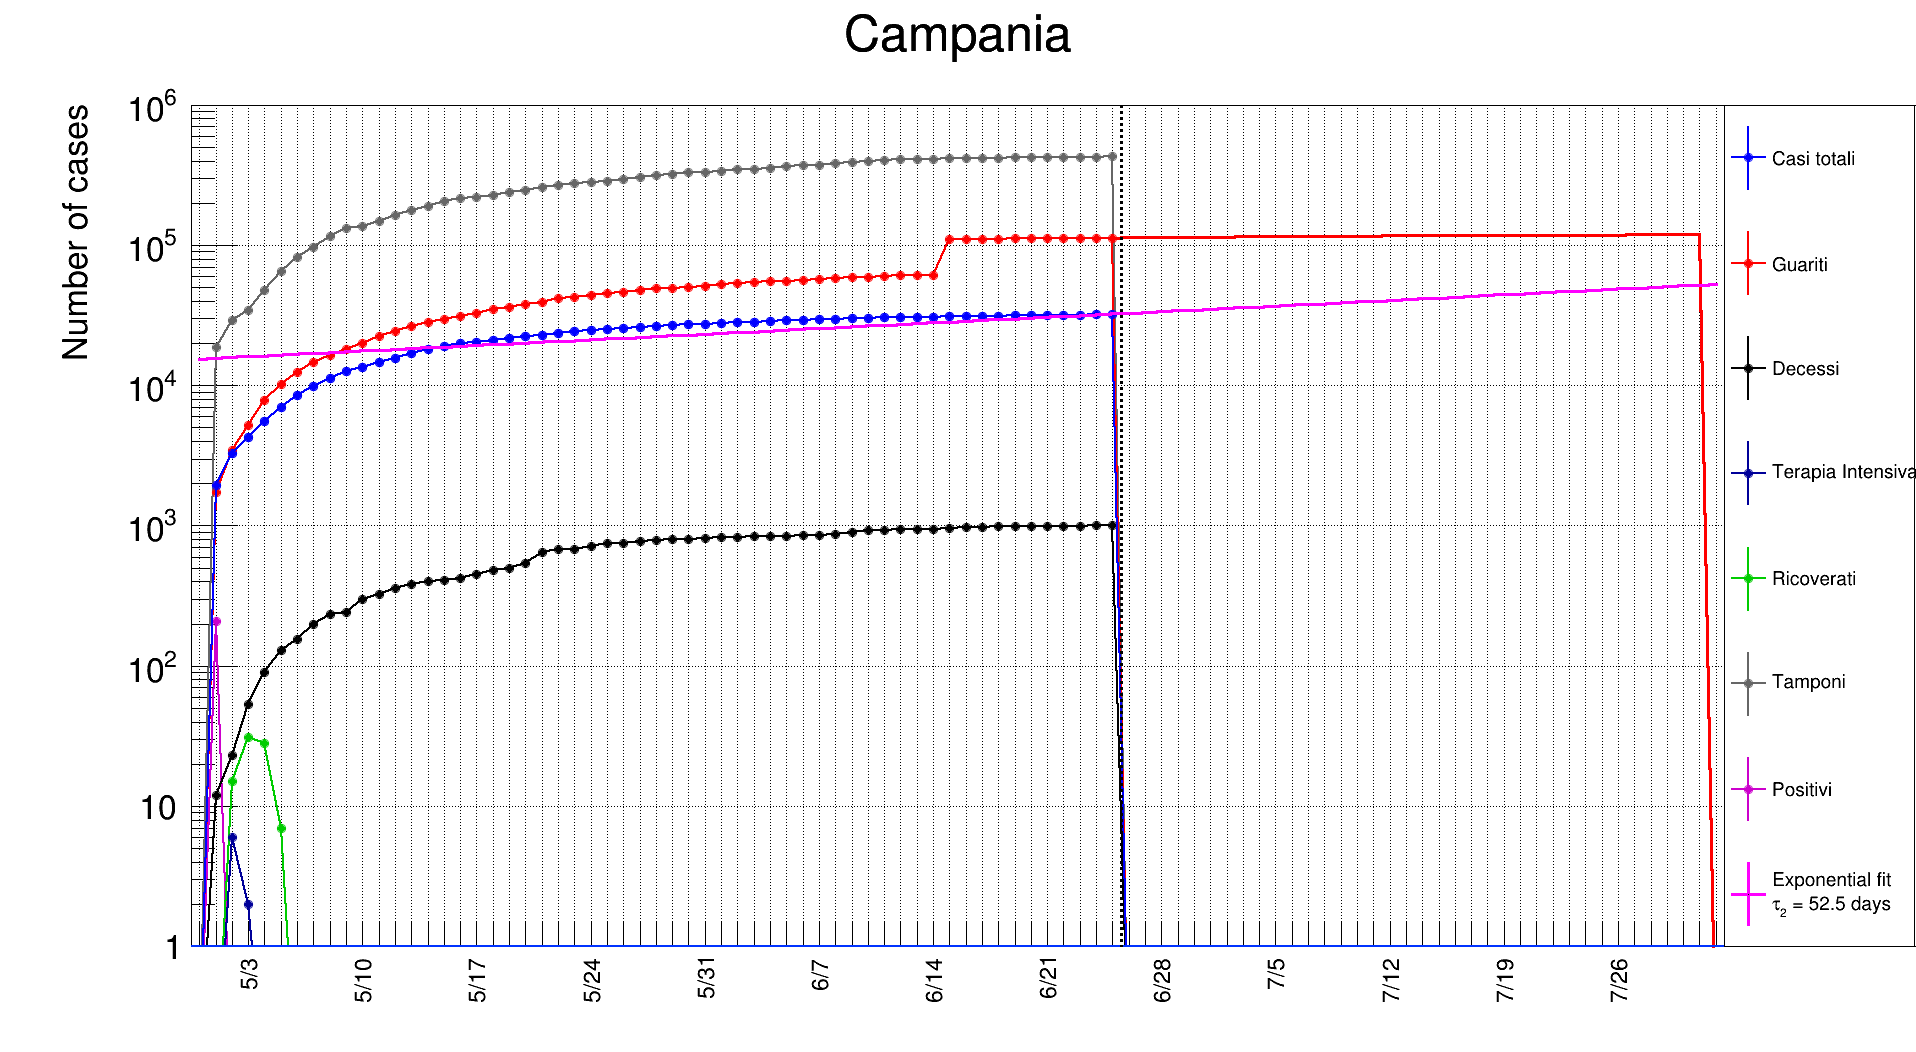 Campania
Number of cases
10^6
10^5
10^4
10^3
10^2
10
1
5/3
5/10
5/17
5/24
5/31
6/7
6/14
6/21
6/28
7/5
7/12
7/19
7/26
Casi totali
Guariti
Decessi
Terapia Intensiva
Ricoverati
Tamponi
Positivi
Exponential fit
τ₂ = 52.5 days